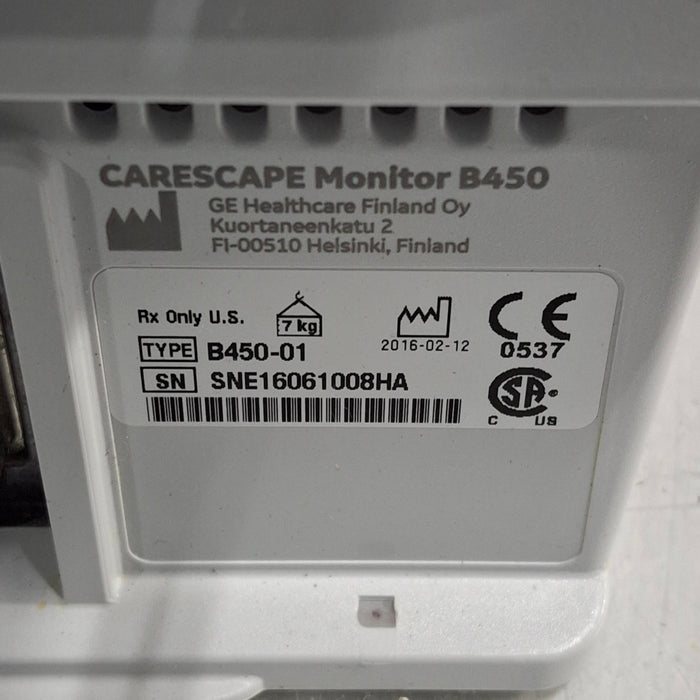 CARESCAPE Monitor B450
GE Healthcare Finland Oy
Kuortaneenkatu 2
FI-00510 Helsinki, Finland
Rx Only U.S.
7 kg
2016-02-12
CE
0537
TYPE B450-01
SN SNE16061008HA
CSA
C US